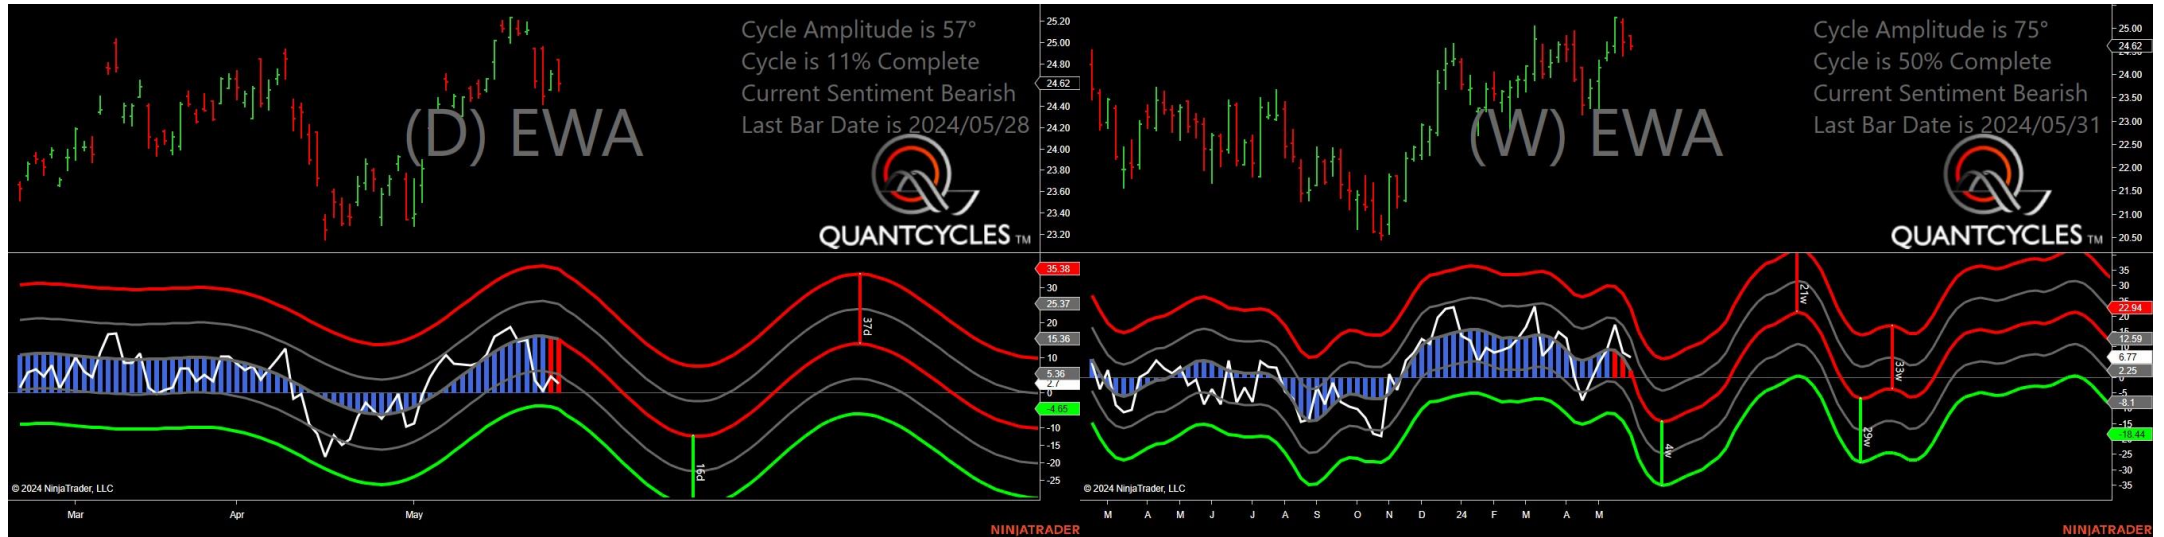 Cycle Amplitude is 57°
Cycle is 11% Complete
Current Sentiment Bearish
Last Bar Date is 2024/05/28
(D) EWA
QUANTCYCLES TM
25.20
25.00
24.80
24.62
24.40
24.20
24.00
23.80
23.60
23.40
23.20
35.38
30
25.37
20
15.36
10
5.36
2.7
0
-4.65
-10
-15
-20
-25
37d
16d
© 2024 NinjaTrader, LLC
Mar
Apr
May
NINJATRADER
Cycle Amplitude is 75°
Cycle is 50% Complete
Current Sentiment Bearish
Last Bar Date is 2024/05/31
(W) EWA
QUANTCYCLES TM
25.00
24.62
24.00
23.50
23.00
22.50
22.00
21.50
21.00
20.50
35
30
22.94
20
12.59
6.77
2.25
-5
-8.1
-15
-18.44
-25
-30
-35
21w
33w
4w
29w
© 2024 NinjaTrader, LLC
M A M J J A S O N D 24 F M A M
NINJATRADER